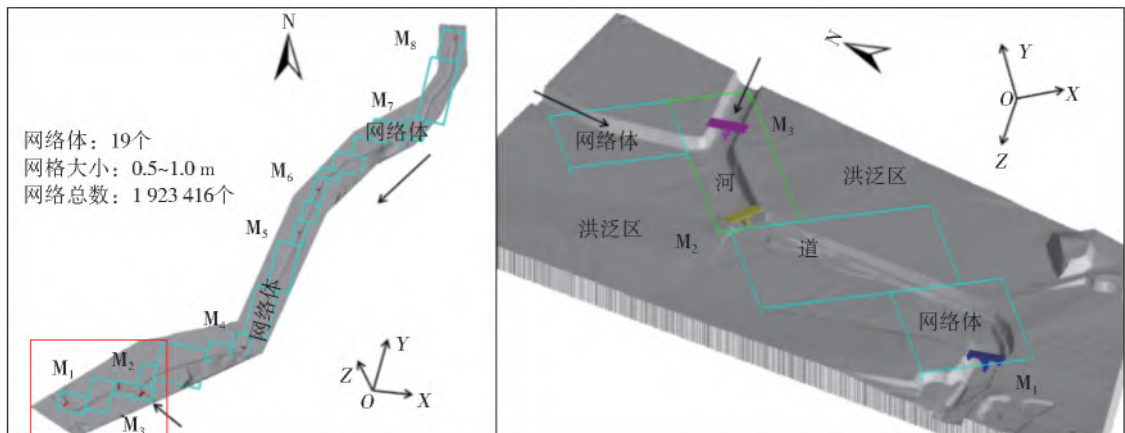 N
M₈
M₇
网络体
网络体：19个
网格大小：0.5~1.0 m
网络总数：1 923 416个
M₆
M₅
网络体
M₄
M₂
M₁
M₃
Y
Z
O
X
N
Y
O
X
Z
网络体
M₃
河
洪泛区
洪泛区
M₂
道
网络体
M₁